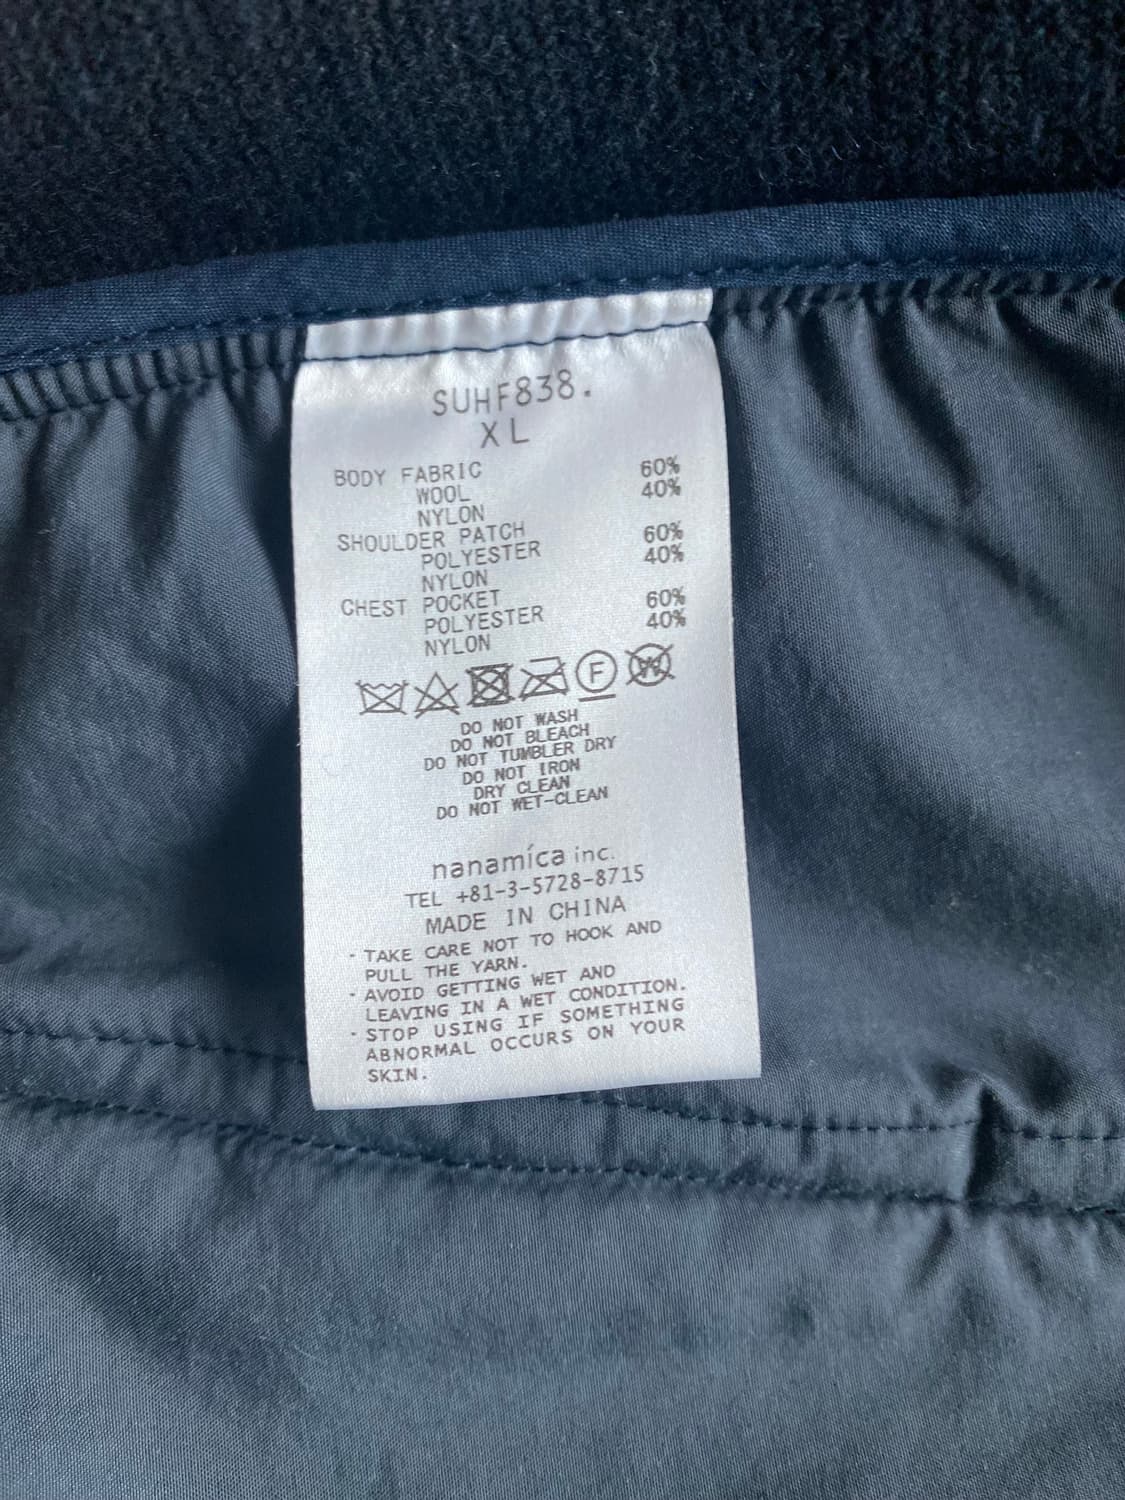 SUHF838.
XL
BODY FABRIC
WOOL 60%
NYLON 40%
SHOULDER PATCH
POLYESTER 60%
NYLON 40%
CHEST POCKET
POLYESTER 60%
NYLON 40%
F W
DO NOT WASH
DO NOT BLEACH
DO NOT TUMBLER DRY
DO NOT IRON
DRY CLEAN
DO NOT WET-CLEAN
nanamíca inc.
TEL +81-3-5728-8715
MADE IN CHINA
- TAKE CARE NOT TO HOOK AND
PULL THE YARN.
- AVOID GETTING WET AND
LEAVING IN A WET CONDITION.
- STOP USING IF SOMETHING
ABNORMAL OCCURS ON YOUR
SKIN.